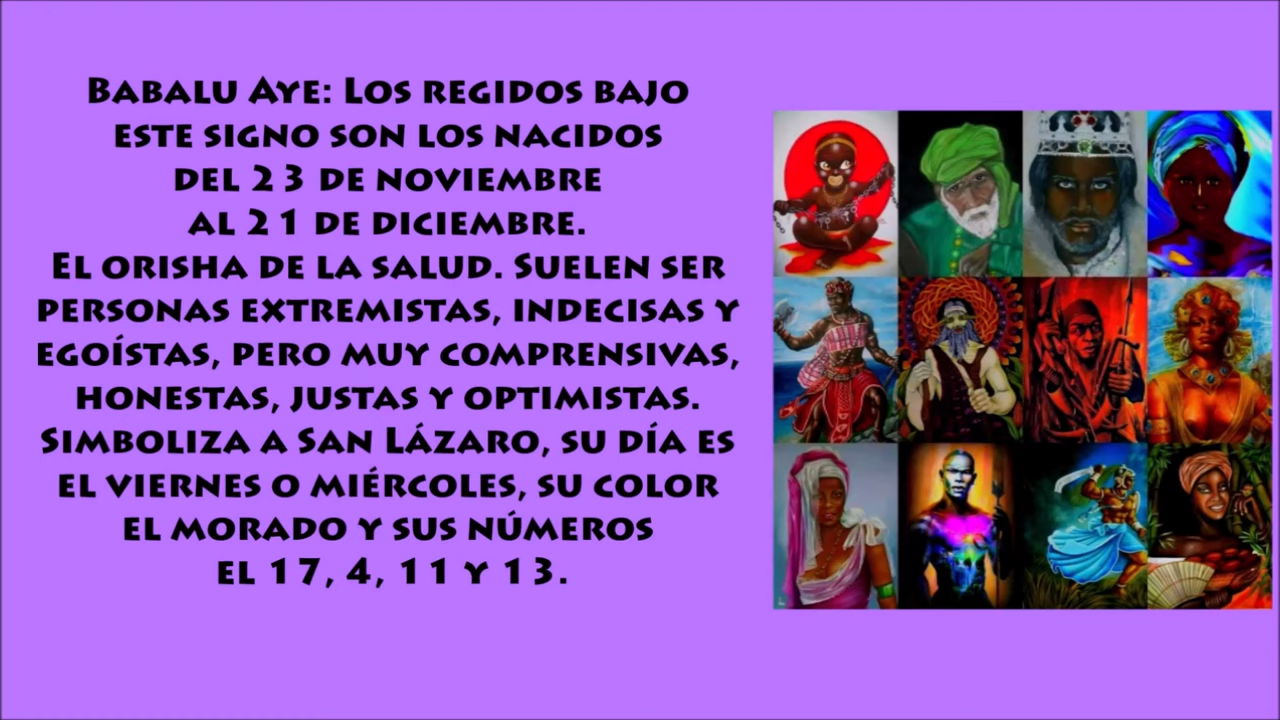 Babalu Aye: Los regidos bajo
este signo son los nacidos
del 23 de noviembre
al 21 de diciembre.
El orisha de la salud. Suelen ser
personas extremistas, indecisas y
egoístas, pero muy comprensivas,
honestas, justas y optimistas.
Simboliza a San Lázaro, su día es
el viernes o miércoles, su color
el morado y sus números
el 17, 4, 11 y 13.